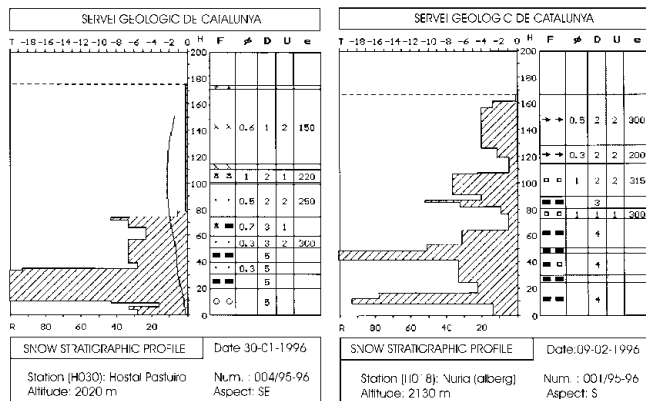 SERVEI GEOLOGIC DE CATALUNYA
T -18 -16 -14 -12 -10 -8 -6 -4 -2 0 H F ø D U e
200
180
160
140
120
100
80
60
40
20
0
0.6 1 2 150
1 2 1 220
0.5 2 2 250
0.7 3 1
0.3 3 2 300
5
0.3 5
5
5
R 80 60 40 20
SNOW STRATIGRAPHIC PROFILE
Date 30-01-1996
Station (H030): Hostal Pastuira
Altitude: 2020 m
Num. : 004/95-96
Aspect: SE
SERVEI GEOLOGIC DE CATALUNYA
T -18 -16 -14 -12 -10 -8 -6 -4 -2 0 H F ø D U e
200
180
160
140
120
100
80
60
40
20
0
0.5 2 2 300
0.3 2 2 200
1 2 2 315
3
1 1 1 300
4
4
4
R 80 60 40 20
SNOW STRATIGRAPHIC PROFILE
Date:09-02-1996
Station (H018): Nuria (alberg)
Altitude: 2130 m
Num. : 001/95-96
Aspect: S